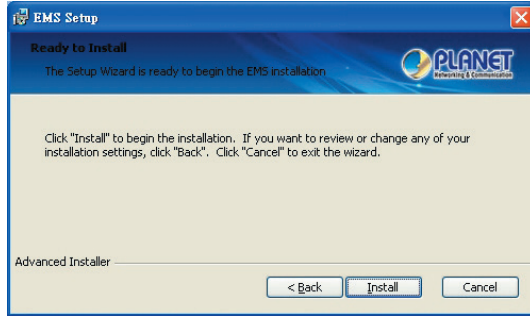 EMS Setup
Ready to Install
The Setup Wizard is ready to begin the EMS installation
PLANET
Networking & Communication
Click "Install" to begin the installation. If you want to review or change any of your
installation settings, click "Back". Click "Cancel" to exit the wizard.
Advanced Installer
< Back
Install
Cancel